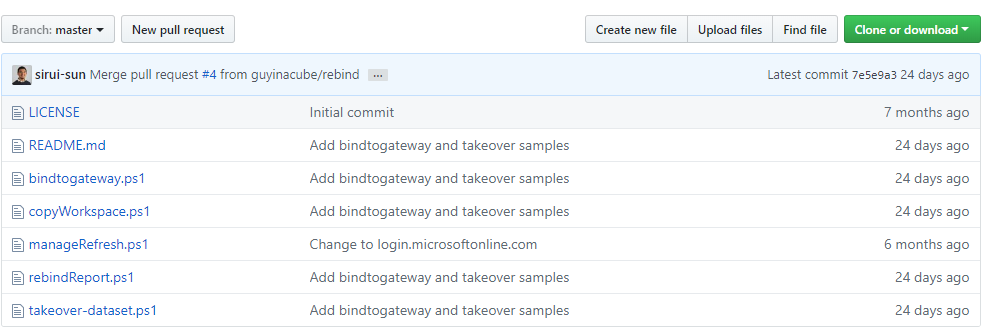 Branch: master New pull request Create new file Upload files Find file Clone or download
sirui-sun Merge pull request #4 from guyinacube/rebind ... Latest commit 7e5e9a3 24 days ago
LICENSE Initial commit 7 months ago
README.md Add bindtogateway and takeover samples 24 days ago
bindtogateway.ps1 Add bindtogateway and takeover samples 24 days ago
copyWorkspace.ps1 Add bindtogateway and takeover samples 24 days ago
manageRefresh.ps1 Change to login.microsoftonline.com 6 months ago
rebindReport.ps1 Add bindtogateway and takeover samples 24 days ago
takeover-dataset.ps1 Add bindtogateway and takeover samples 24 days ago